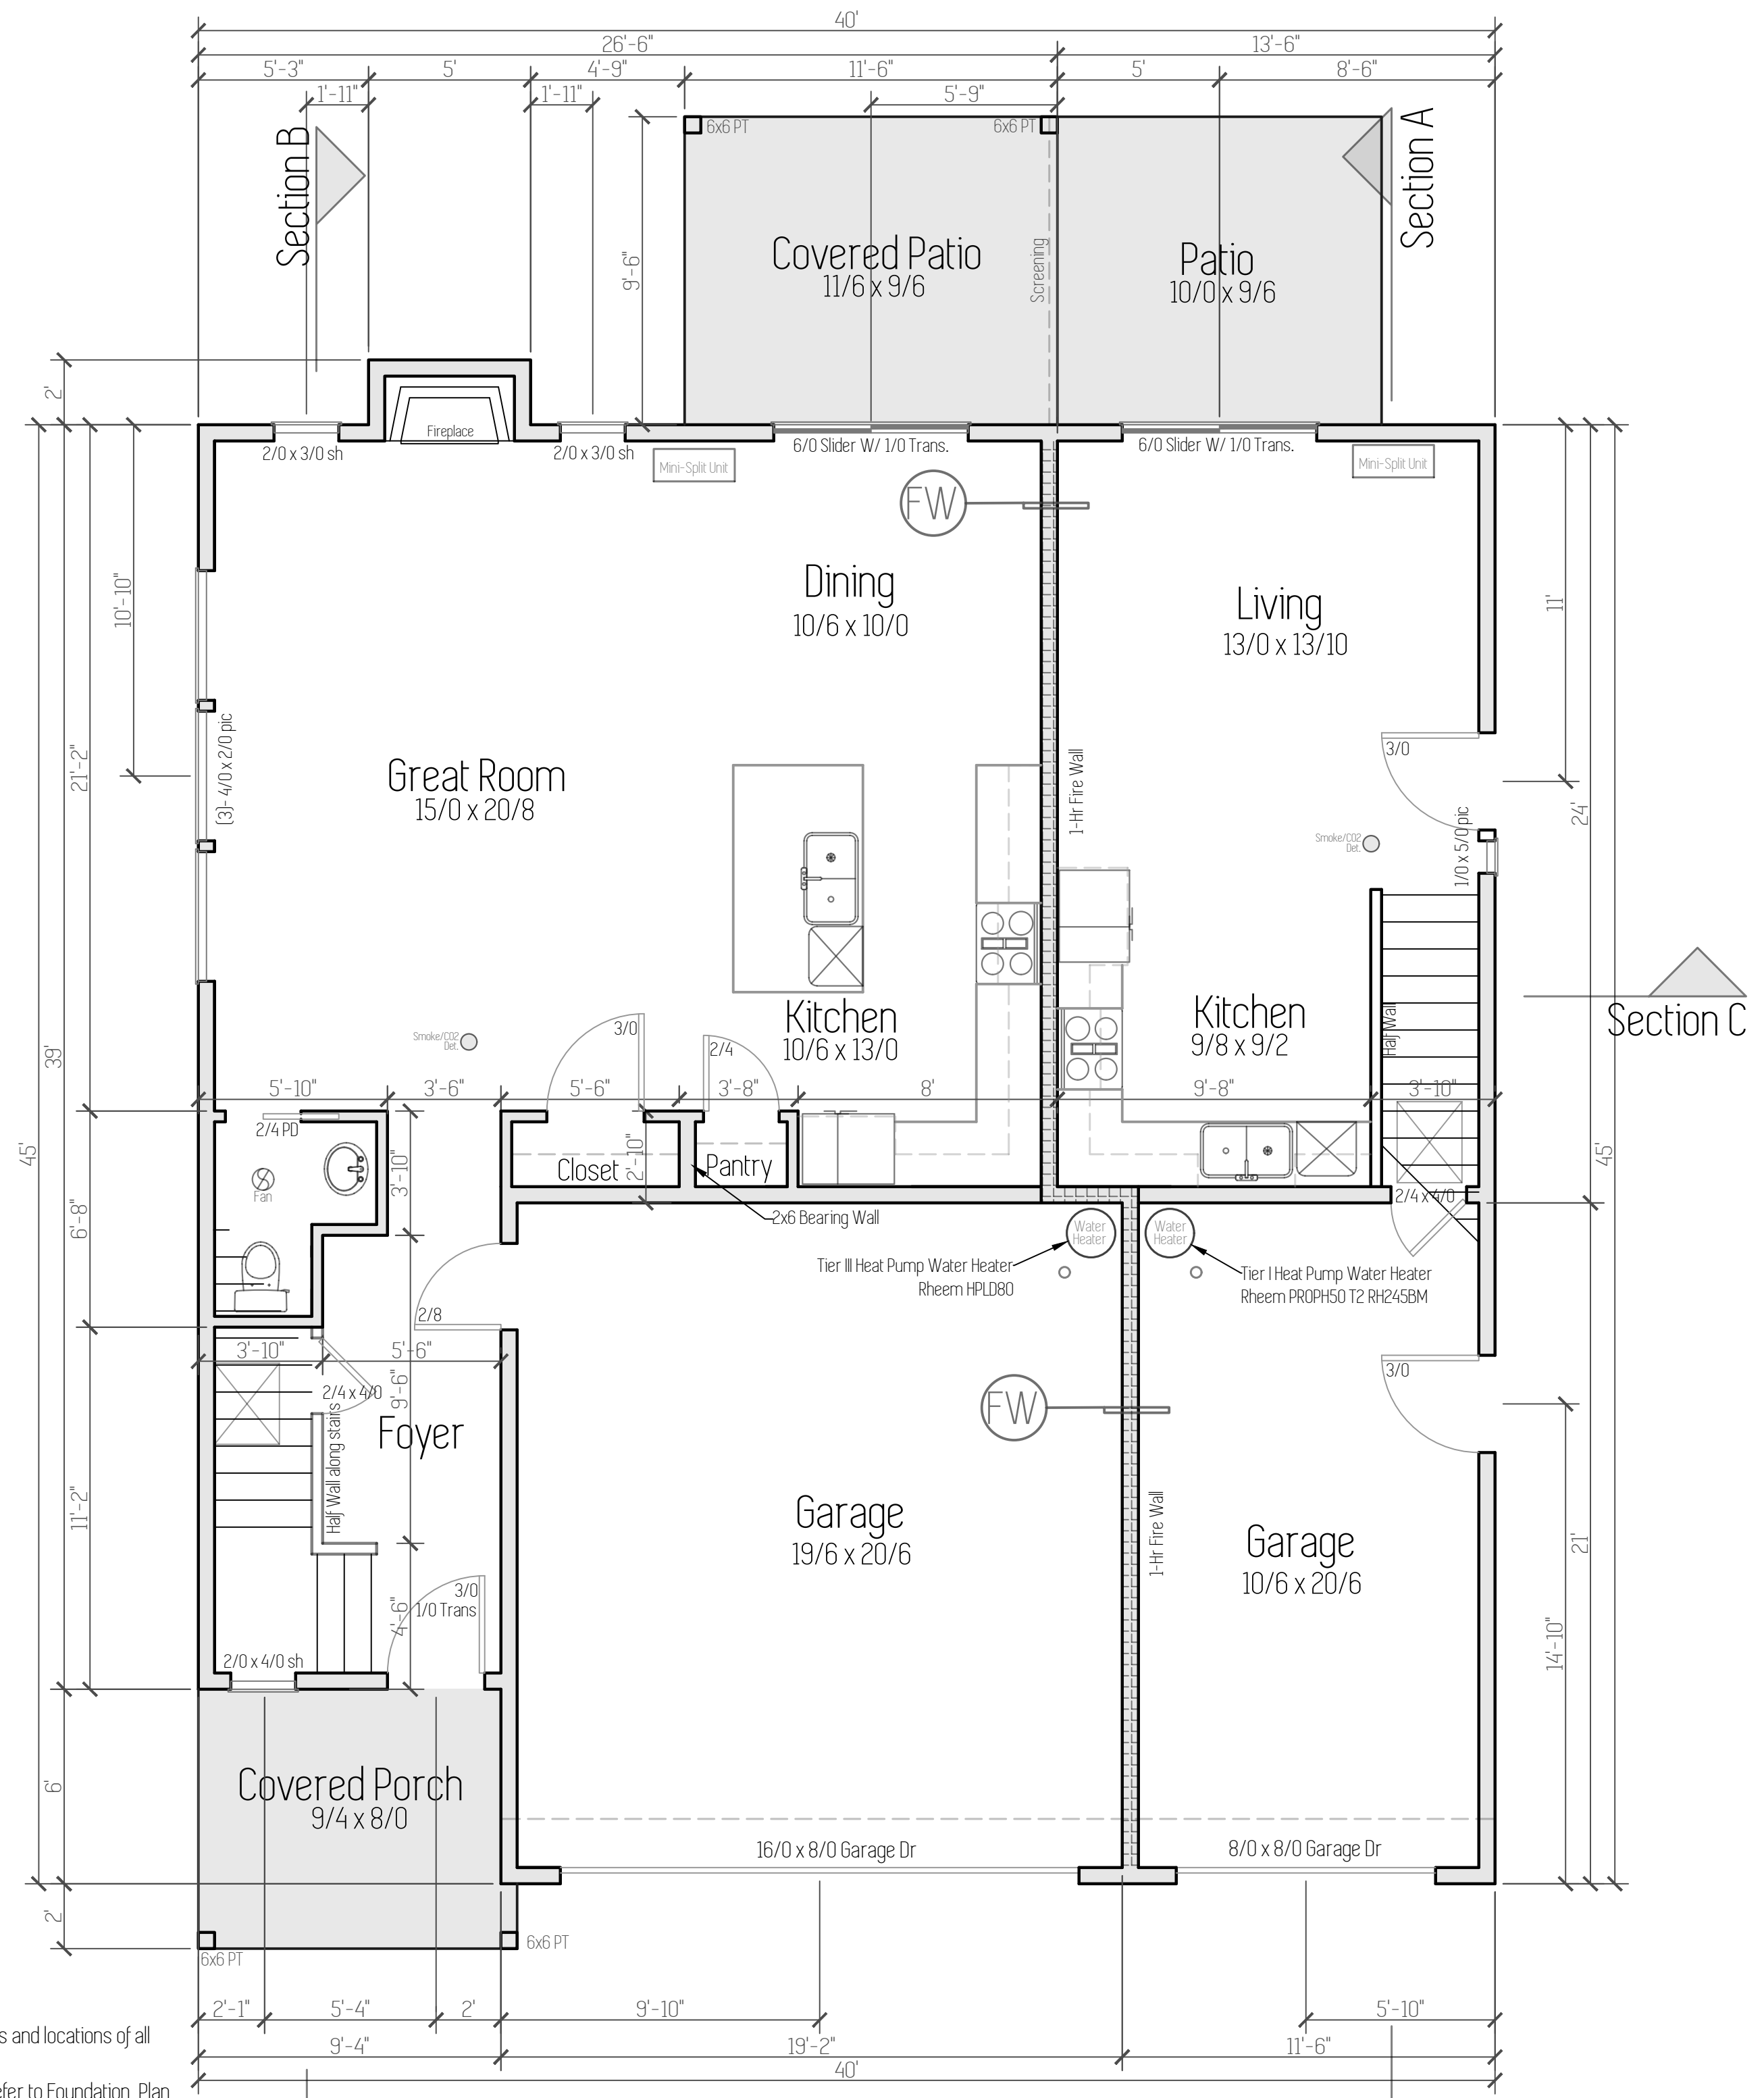 40'
26'-6"
13'-6"
5'-3"
5'
4'-9"
11'-6"
5'
8'-6"
1'-11"
1'-11"
5'-9"
Section B
Section A
6x6 PT
6x6 PT
9'-6"
Covered Patio
11/6 x 9/6
Screening
Patio
10/0 x 9/6
2'
Fireplace
2/0 x 3/0 sh
2/0 x 3/0 sh
6/0 Slider W/ 1/0 Trans.
6/0 Slider W/ 1/0 Trans.
Mini-Split Unit
Mini-Split Unit
FW
Dining
10/6 x 10/0
Living
13/0 x 13/10
10'-10"
11'
21'-2"
(3)- 4/0 x 2/0 pic
Great Room
15/0 x 20/8
1-Hr Fire Wall
3/0
24'
Smoke/CO2
Det.
1/0 x 5/0 pic
Section C
Kitchen
10/6 x 13/0
Kitchen
9/8 x 9/2
Half Wall
Smoke/CO2
Det.
3/0
2/4
39'
45'
45'
5'-10"
3'-6"
5'-6"
3'-8"
8'
9'-8"
3'-10"
2/4 PD
Fan
3'-10"
Closet
2'-10"
Pantry
2/4 x 4/0
2x6 Bearing Wall
Water
Heater
Water
Heater
Tier III Heat Pump Water Heater
Rheem HPLD80
Tier I Heat Pump Water Heater
Rheem PROPH50 T2 RH245BM
6'-8"
2/8
3'-10"
5'-6"
2/4 x 4/0
9'-6"
Foyer
Half Wall along stairs
3/0
FW
11'-2"
Garage
19/6 x 20/6
1-Hr Fire Wall
Garage
10/6 x 20/6
21'
14'-10"
3/0
1/0 Trans
4'-6"
2/0 x 4/0 sh
Covered Porch
9/4 x 8/0
6'
16/0 x 8/0 Garage Dr
8/0 x 8/0 Garage Dr
2'
6x6 PT
6x6 PT
2'-1"
5'-4"
2'
9'-10"
5'-10"
s and locations of all
9'-4"
19'-2"
11'-6"
40'
efer to Foundation Plan